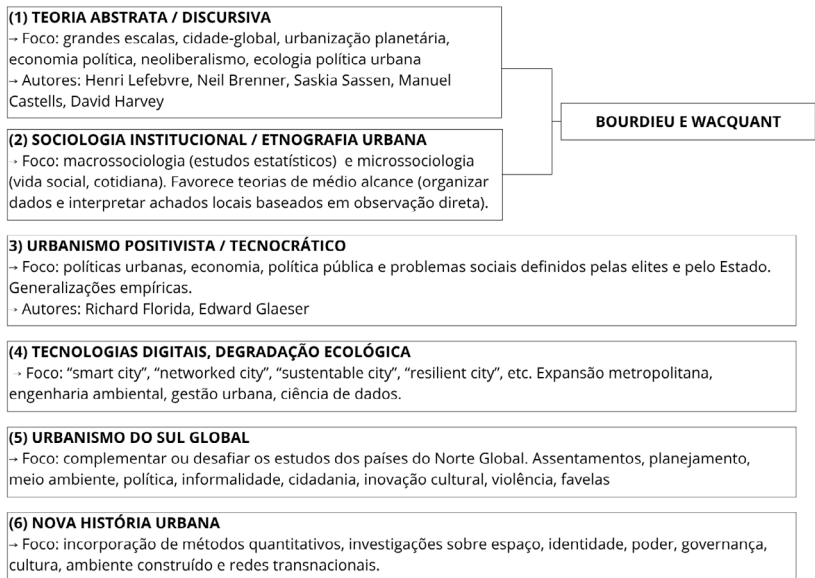 (1) TEORIA ABSTRATA / DISCURSIVA
→ Foco: grandes escalas, cidade-global, urbanização planetária,
economia política, neoliberalismo, ecologia política urbana
→ Autores: Henri Lefebvre, Neil Brenner, Saskia Sassen, Manuel
Castells, David Harvey
BOURDIEU E WACQUANT
(2) SOCIOLOGIA INSTITUCIONAL / ETNOGRAFIA URBANA
→ Foco: macrossociologia (estudos estatísticos) e microssociologia
(vida social, cotidiana). Favorece teorias de médio alcance (organizar
dados e interpretar achados locais baseados em observação direta).
3) URBANISMO POSITIVISTA / TECNOCRÁTICO
→ Foco: políticas urbanas, economia, política pública e problemas sociais definidos pelas elites e pelo Estado.
Generalizações empíricas.
→ Autores: Richard Florida, Edward Glaeser
(4) TECNOLOGIAS DIGITAIS, DEGRADAÇÃO ECOLÓGICA
→ Foco: “smart city”, “networked city”, “sustentable city”, “resilient city”, etc. Expansão metropolitana,
engenharia ambiental, gestão urbana, ciência de dados.
(5) URBANISMO DO SUL GLOBAL
→ Foco: complementar ou desafiar os estudos dos países do Norte Global. Assentamentos, planejamento,
meio ambiente, política, informalidade, cidadania, inovação cultural, violência, favelas
(6) NOVA HISTÓRIA URBANA
→ Foco: incorporação de métodos quantitativos, investigações sobre espaço, identidade, poder, governança,
cultura, ambiente construído e redes transnacionais.